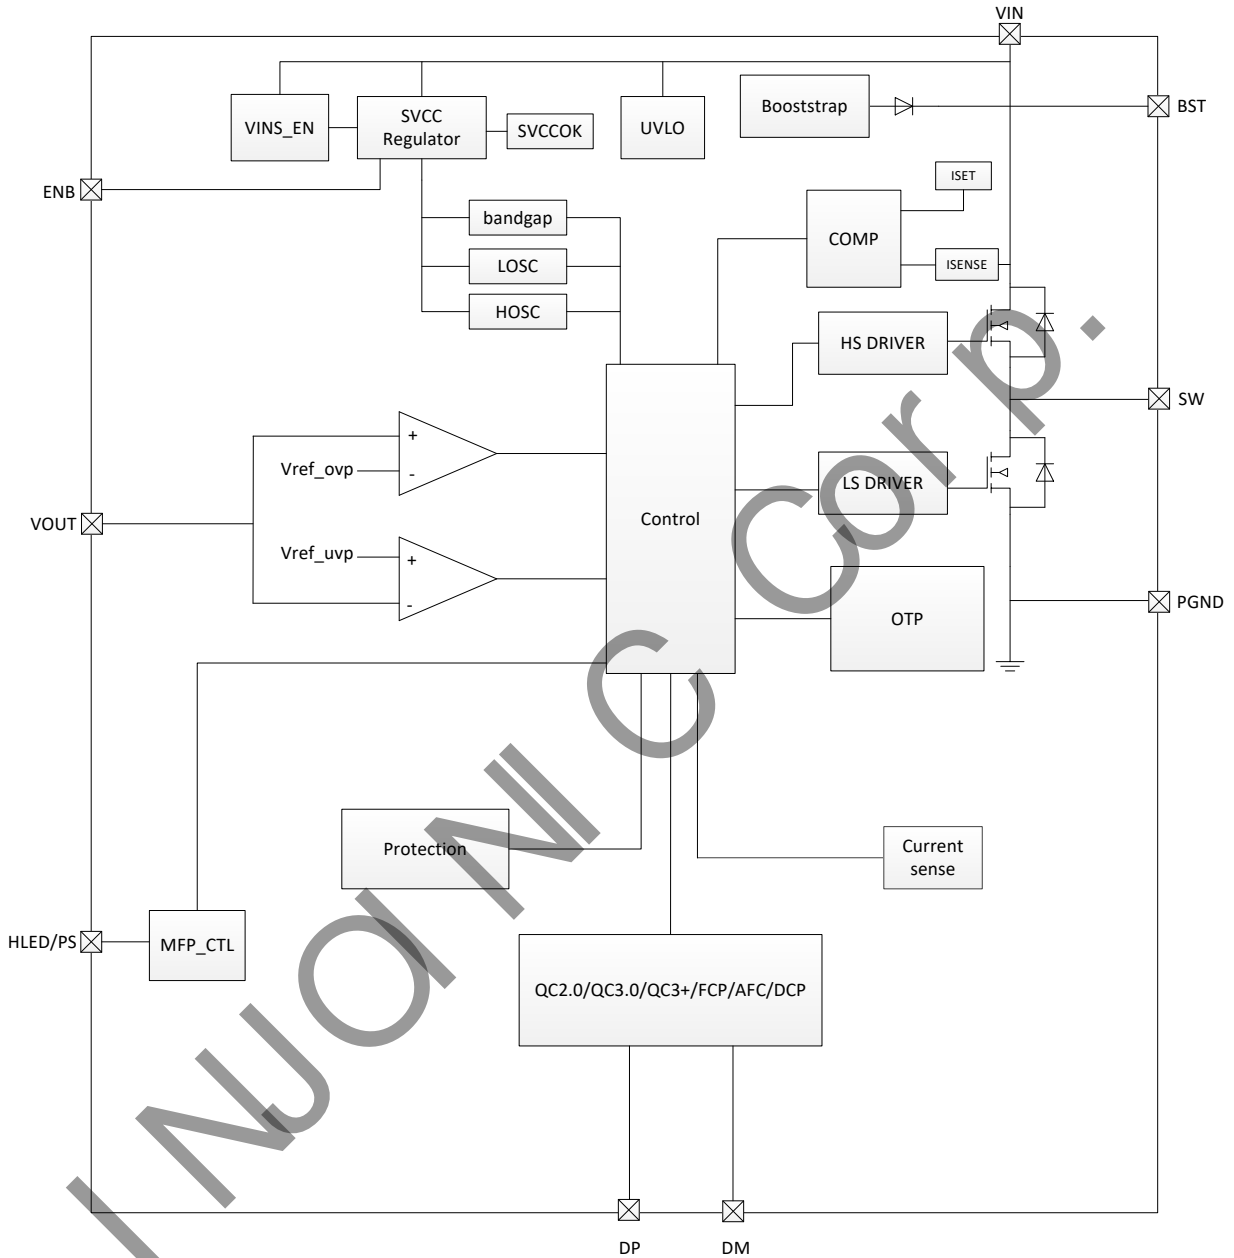 VIN
VINS_EN
SVCC
Regulator
SVCCOK
UVLO
Booststrap
BST
ENB
bandgap
LOSC
HOSC
COMP
ISET
ISENSE
HS DRIVER
SW
Vref_ovp
+
-
LS DRIVER
VOUT
Control
Vref_uvp
+
-
OTP
PGND
Protection
Current
sense
HLED/PS
MFP_CTL
QC2.0/QC3.0/QC3+/FCP/AFC/DCP
DP
DM
Corp.